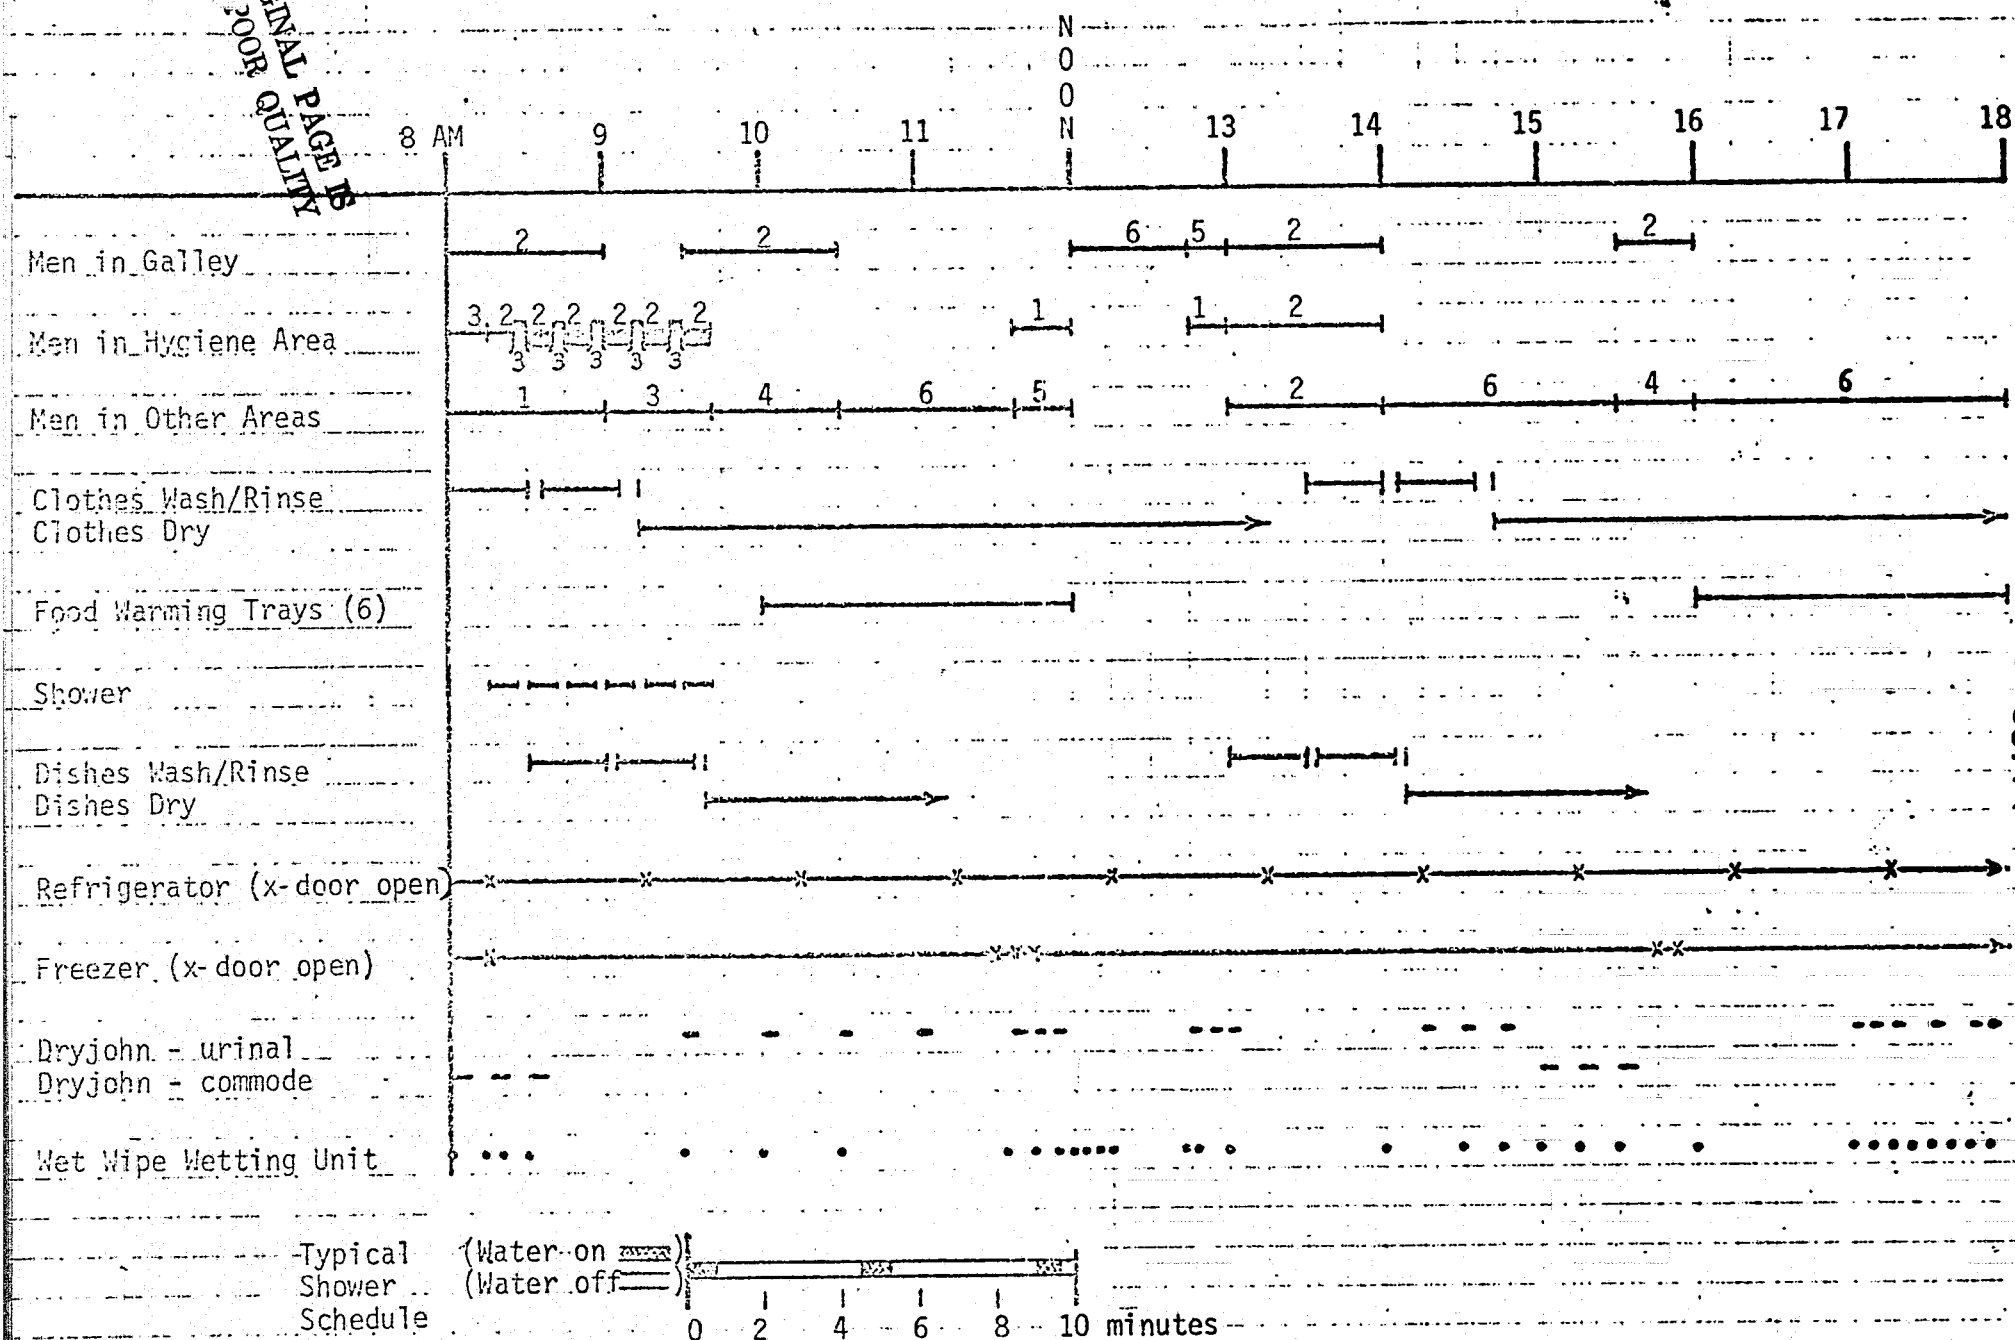 GINAL PAGE IS
POOR QUALITY
NOON
8 AM 9 10 11 13 14 15 16 17 18
Men in Galley 2 2 6 5 2 2
Men in Hygiene Area 3 2 2 2 2 2 2 1 1 2
3 3 3 3 3
Men in Other Areas 1 3 4 6 5 2 6 4 6
Clothes Wash/Rinse
Clothes Dry
Food Warming Trays (6)
Shower
Dishes Wash/Rinse
Dishes Dry
Refrigerator (x-door open) x x x x x x x x x x
Freezer (x-door open) x x x x x x
Dryjohn - urinal
Dryjohn - commode
Wet Wipe Wetting Unit
Typical (Water on )
Shower (Water off )
Schedule
0 2 4 6 8 10 minutes